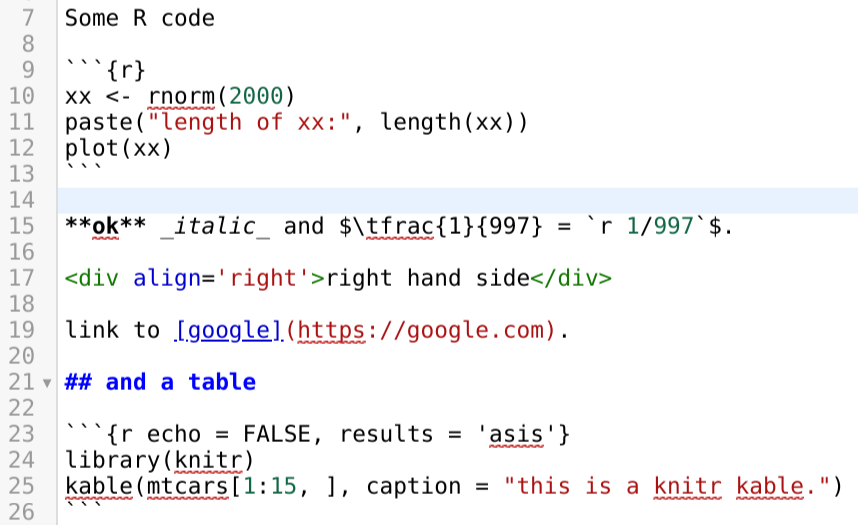 7 Some R code
8
9 ```{r}
10 xx <- rnorm(2000)
11 paste("length of xx:", length(xx))
12 plot(xx)
13 ```
14
15 **ok** _italic_ and $\tfrac{1}{997} = `r 1/997`$.
16
17 <div align='right'>right hand side</div>
18
19 link to [google](https://google.com).
20
21 ## and a table
22
23 ```{r echo = FALSE, results = 'asis'}
24 library(knitr)
25 kable(mtcars[1:15, ], caption = "this is a knitr kable.")
26 ```